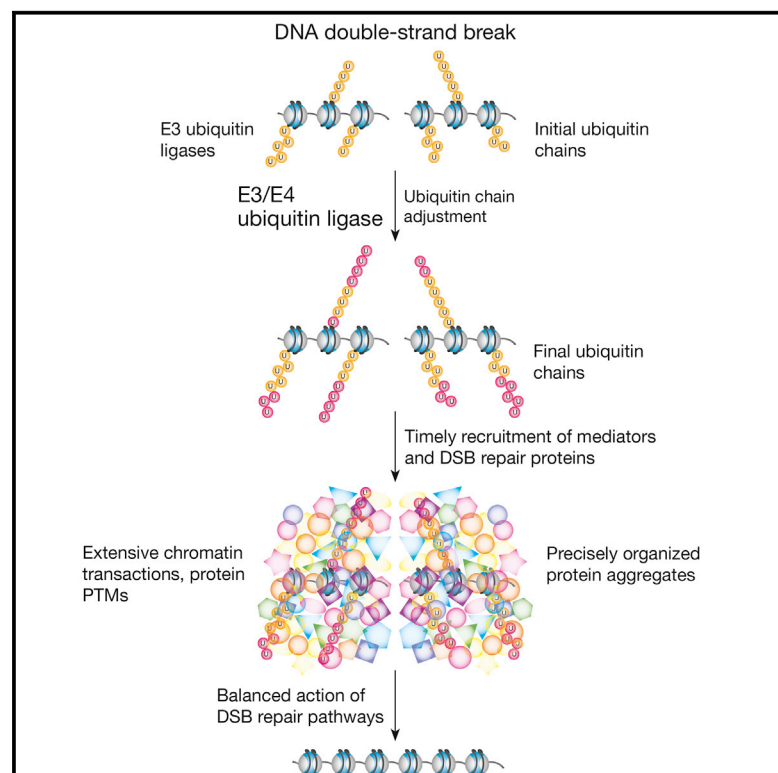 DNA double-strand break
E3 ubiquitin
ligases
Initial ubiquitin
chains
E3/E4
ubiquitin ligase
Ubiquitin chain
adjustment
Final ubiquitin
chains
Timely recruitment of mediators
and DSB repair proteins
Extensive chromatin
transactions, protein
PTMs
Precisely organized
protein aggregates
Balanced action of
DSB repair pathways